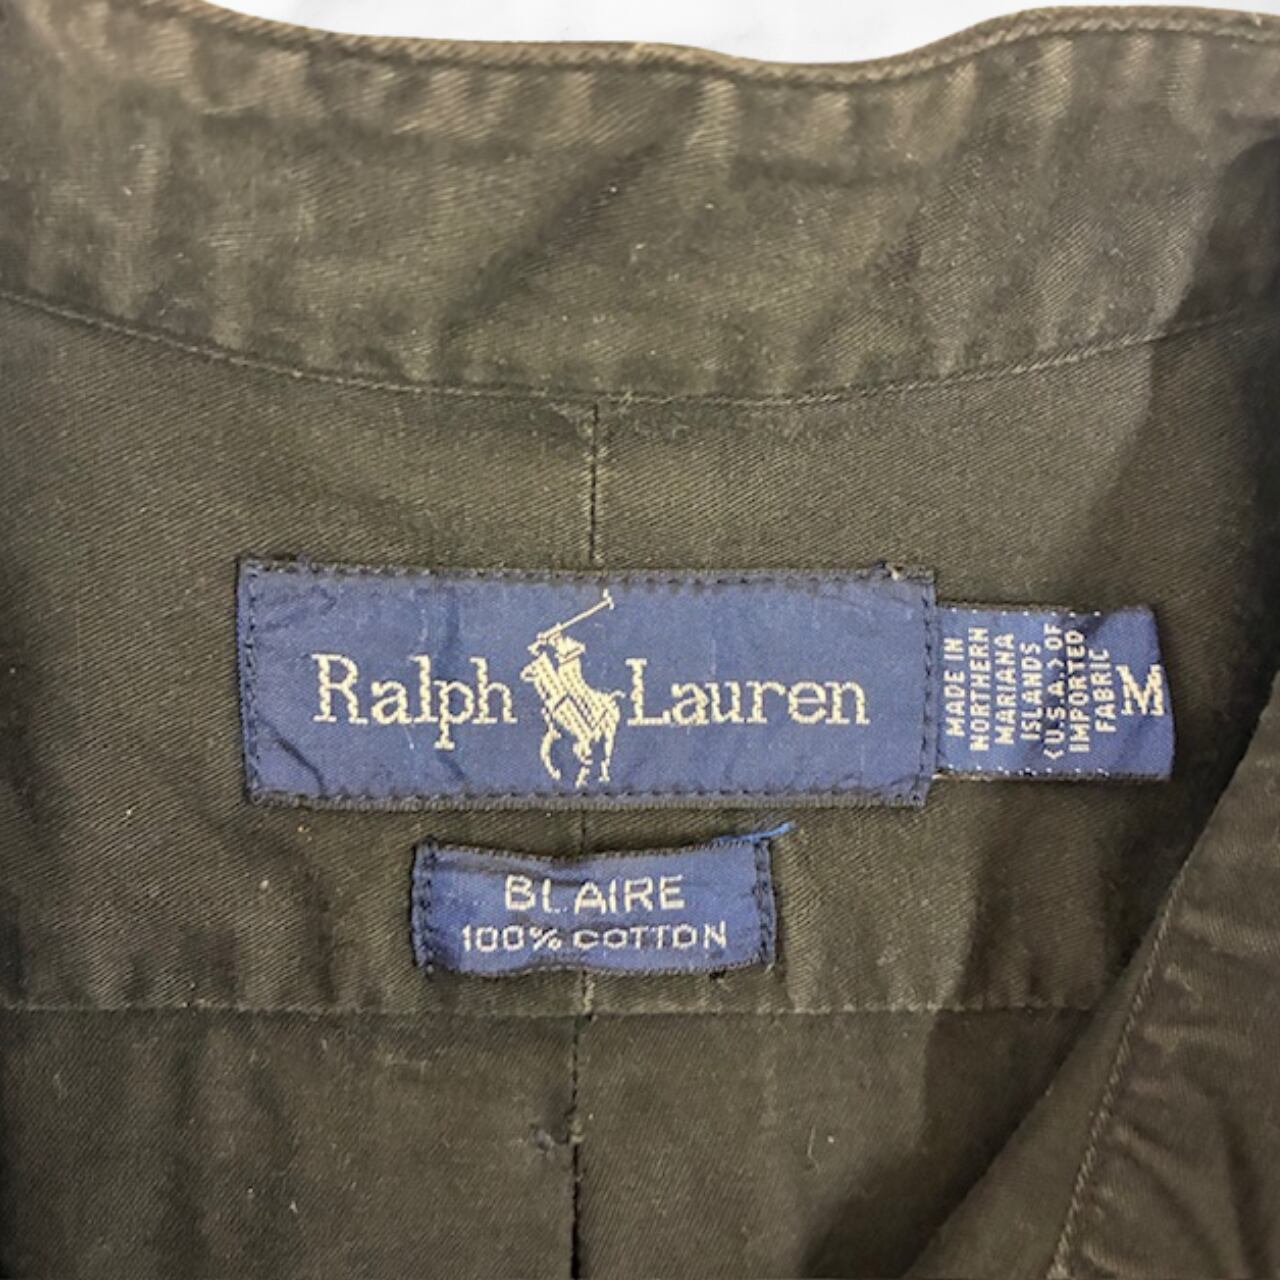 Ralph Lauren
MADE IN
NORTHERN
MARIANA
ISLANDS
(U.S.A.) OF
IMPORTED
FABRIC
M
BLAIRE
100% COTTON